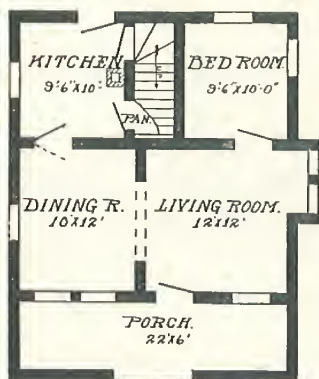 KITCHEN
9'6"X10'
BED ROOM.
9'6"X10'-0"
PAN.
DINING R.
10'X12'
LIVING ROOM.
12'X12'
PORCH.
22'X6'